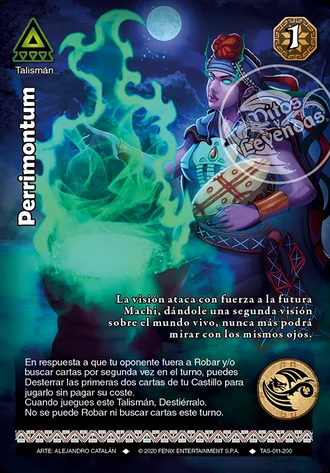 Talismán
1
Mitos
y
Leyendas
Perrimontum
La visión ataca con fuerza a la futura
Machi, dándole una segunda visión
sobre el mundo vivo, nunca más podrá
mirar con los mismos ojos.
En respuesta a que tu oponente fuera a Robar y/o
buscar cartas por segunda vez en el turno, puedes
Desterrar las primeras dos cartas de tu Castillo para
jugarlo sin pagar su coste.
Cuando juegues este Talismán, Destiérralo.
No se puede Robar ni buscar cartas este turno.
ARTE: ALEJANDRO CATALÁN © 2020 FENIX ENTERTAINMENT S.P.A. TAS-011-200